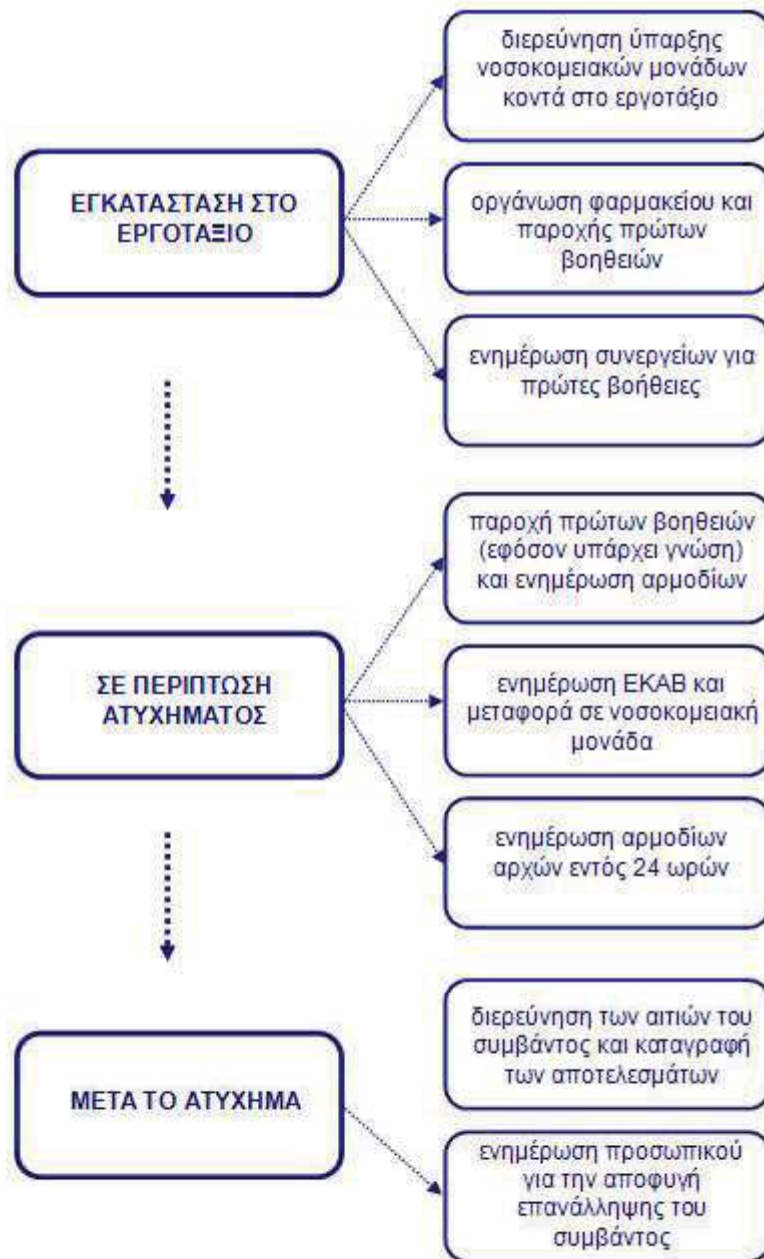 διερεύνηση ύπαρξης
νοσοκομειακών μονάδων
κοντά στο εργοτάξιο
ΕΓΚΑΤΑΣΤΑΣΗ ΣΤΟ
ΕΡΓΟΤΑΞΙΟ
οργάνωση φαρμακείου και
παροχής πρώτων
βοηθειών
ενημέρωση συνεργείων για
πρώτες βοήθειες
παροχή πρώτων βοηθειών
(εφόσον υπάρχει γνώση)
και ενημέρωση αρμοδίων
ΣΕ ΠΕΡΙΠΤΩΣΗ
ΑΤΥΧΗΜΑΤΟΣ
ενημέρωση ΕΚΑΒ και
μεταφορά σε νοσοκομειακή
μονάδα
ενημέρωση αρμοδίων
αρχών εντός 24 ωρών
διερεύνηση των αιτιών του
συμβάντος και καταγραφή
των αποτελεσμάτων
ΜΕΤΑ ΤΟ ΑΤΥΧΗΜΑ
ενημέρωση προσωπικού
για την αποφυγή
επανάλληψης του
συμβάντος